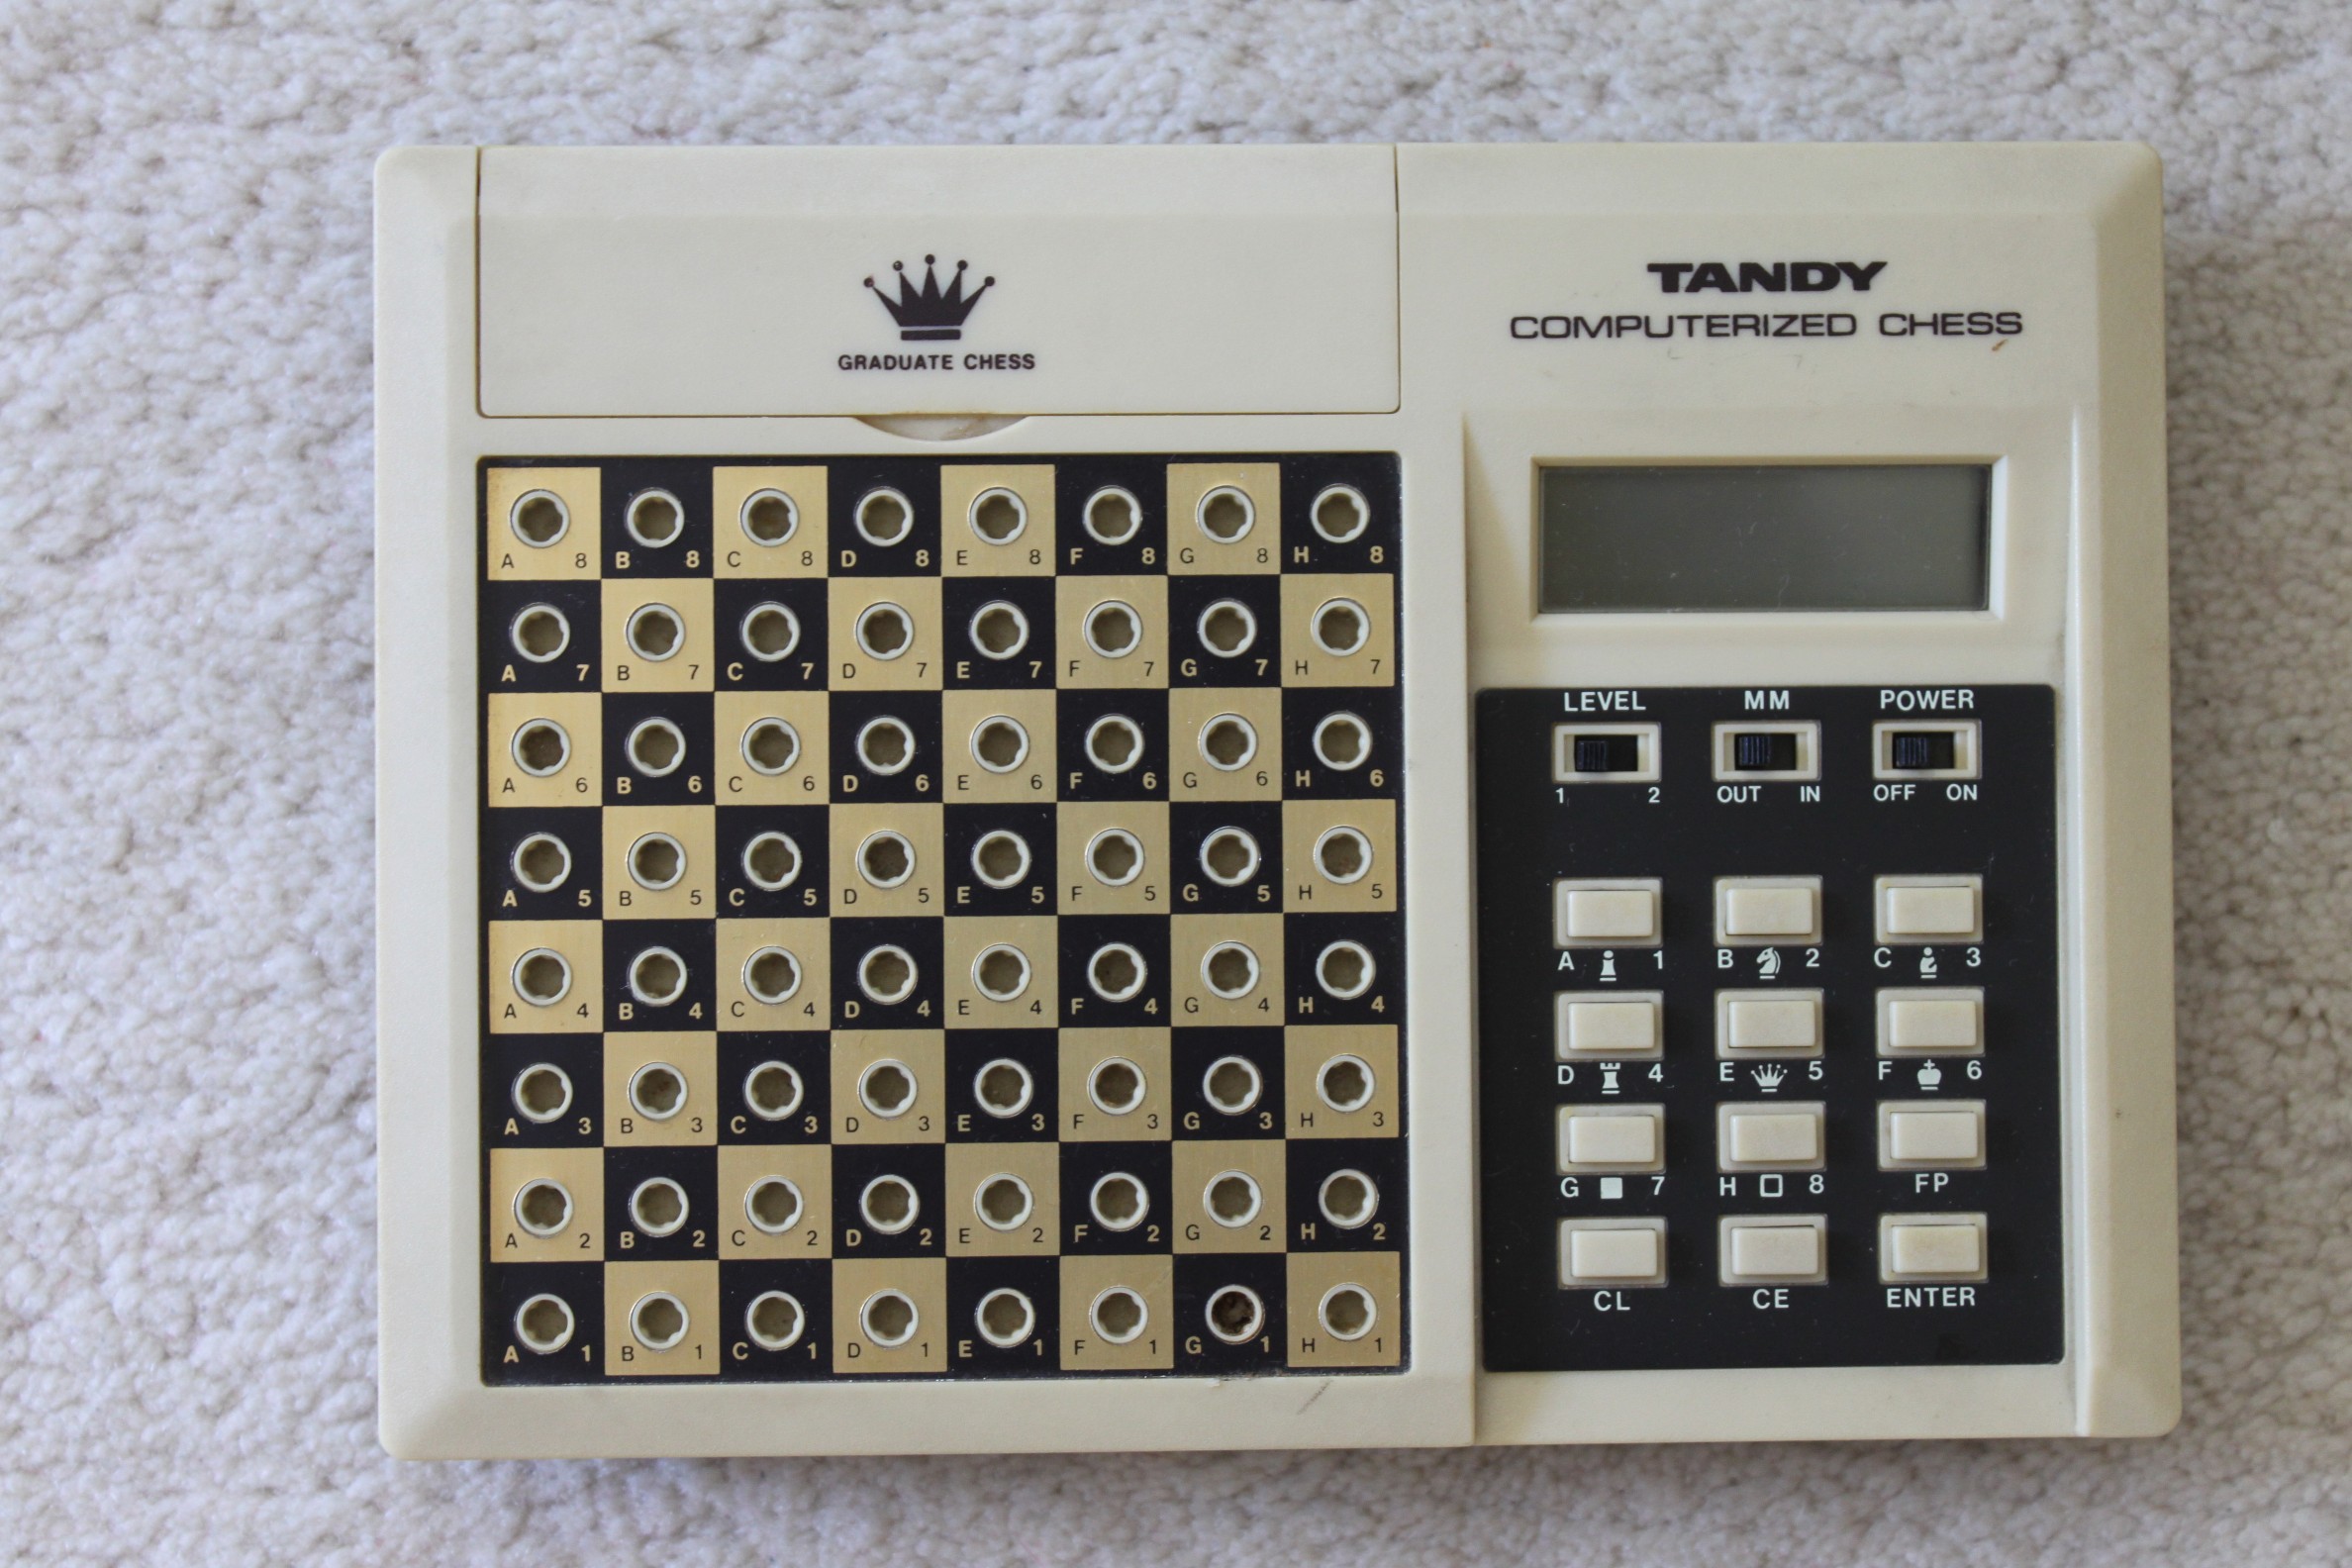 TANDY
COMPUTERIZED CHESS
GRADUATE CHESS
A 8 B 8 C 8 D 8 E 8 F 8 G 8 H 8
A 7 B 7 C 7 D 7 E 7 F 7 G 7 H 7
A 6 B 6 C 6 D 6 E 6 F 6 G 6 H 6
A 5 B 5 C 5 D 5 E 5 F 5 G 5 H 5
A 4 B 4 C 4 D 4 E 4 F 4 G 4 H 4
A 3 B 3 C 3 D 3 E 3 F 3 G 3 H 3
A 2 B 2 C 2 D 2 E 2 F 2 G 2 H 2
A 1 B 1 C 1 D 1 E 1 F 1 G 1 H 1
LEVEL MM POWER
1 2 OUT IN OFF ON
A 1 B 2 C 3
D 4 E 5 F 6
G 7 H 8 FP
CL CE ENTER